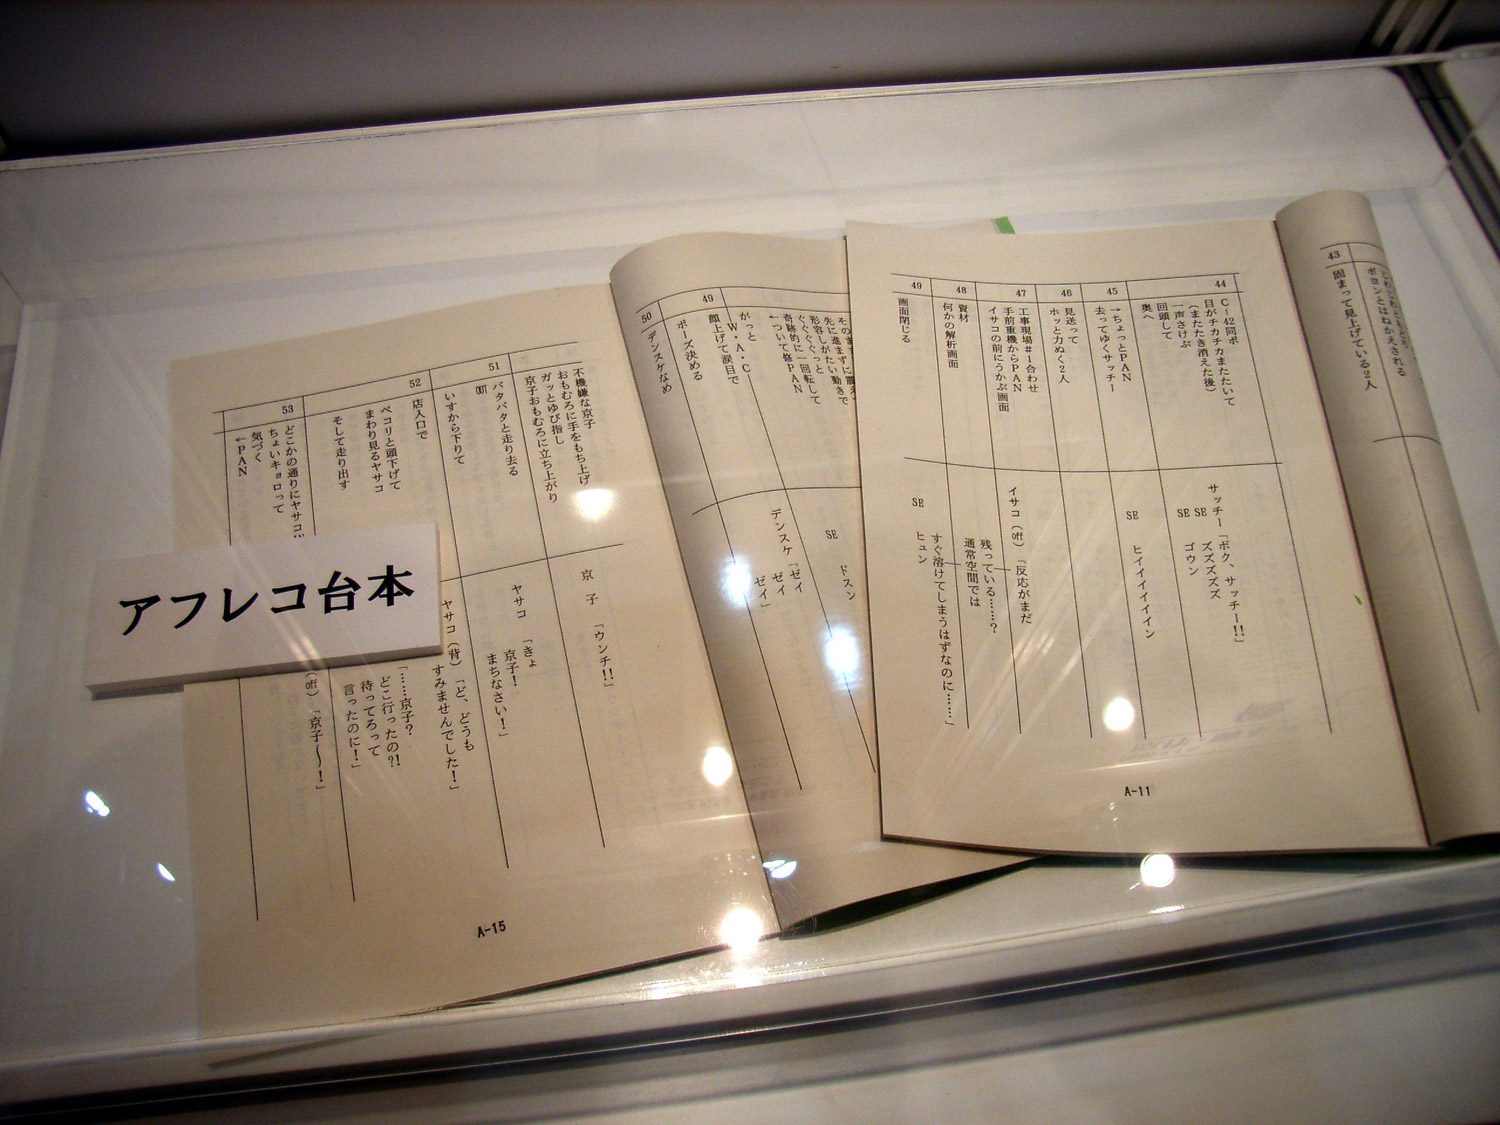 アフレコ台本
43
固まって見上げている2人
ボヨンとはねかえされる
44
C-42同ポ
目がチカチカまたたいて
(またたき消えた後)
一声さけぶ
回頭して
奥へ
サッチー「ボク、サッチー!!」
SE ズズズズズ
SE ゴウン
45
→ちょっとPAN
去ってゆくサッチー
SE ヒイイイイイン
46
見送って
ホッと力ぬく2人
47
工事現場#1合わせ
手前重機からPAN
イサコの前にうかぶ画面
イサコ(off)「反応がまだ
残っている……?
通常空間では
すぐ溶けてしまうはずなのに……」
48
資材
何かの解析画面
49
画面閉じる
SE ヒュン
A-11
先に進まずに震え
形容しがたい動きで
ぐぐぐぐっと
奇跡的に一回転して
←ついて修PAN
SE ドスン
がっと
W・A・C
デンスケ「ゼイ
ゼイ
ゼイ」
49
顔上げて涙目で
ポーズ決める
50
デンスケなめ
不機嫌な京子
おもむろに手をもち上げ
ガッとゆび指し
京子おもむろに立ち上がり
京子「ウンチ!!」
51
バタバタと走り去る
OUT
いすから下りて
ヤサコ「きょ
京子!
まちなさい!」
52
店入口で
ペコリと頭下げて
まわり見るヤサコ
そして走り出す
ヤサコ(背)「ど、どうも
すみませんでした!」
「……京子?
どこ行ったの?!
待ってろって
言ったのに!」
53
どこかの通りにヤサコ
ちょいキョロって
気づく
←PAN
(off)「京子~~!」
A-15